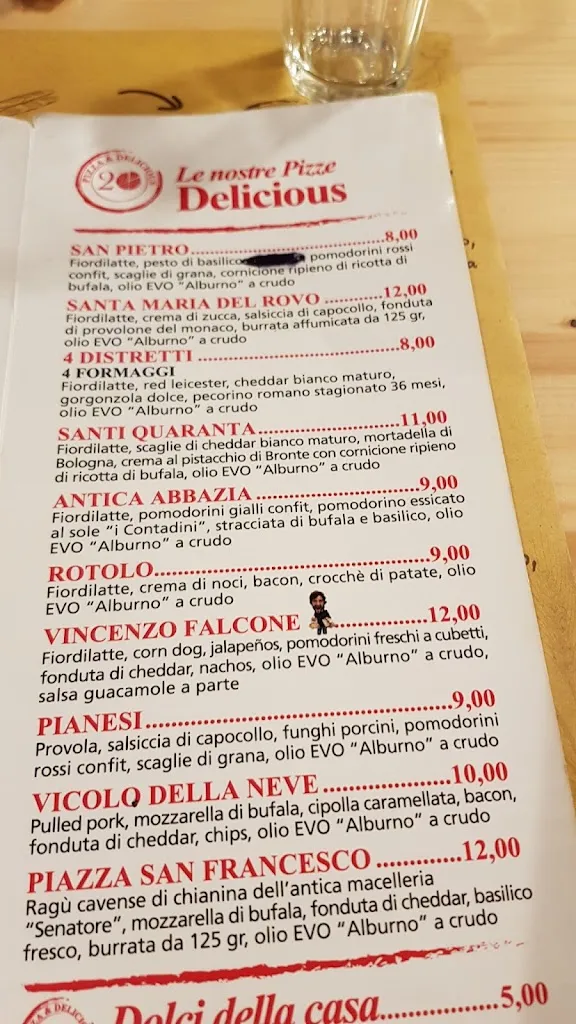 PIZZA & DELICIOUS
20
Le nostre Pizze
Delicious
SAN PIETRO..............................8,00
Fiordilatte, pesto di basilico pomodorini rossi
confit, scaglie di grana, cornicione ripieno di ricotta di
bufala, olio EVO "Alburno" a crudo
SANTA MARIA DEL ROVO ............12,00
Fiordilatte, crema di zucca, salsiccia di capocollo, fonduta
di provolone del monaco, burrata affumicata da 125 gr,
olio EVO "Alburno" a crudo
4 DISTRETTI ..............................8,00
4 FORMAGGI
Fiordilatte, red leicester, cheddar bianco maturo,
gorgonzola dolce, pecorino romano stagionato 36 mesi,
olio EVO "Alburno" a crudo
SANTI QUARANTA......................11,00
Fiordilatte, scaglie di cheddar bianco maturo, mortadella di
Bologna, crema al pistacchio di Bronte con cornicione ripieno
di ricotta di bufala, olio EVO "Alburno" a crudo
ANTICA ABBAZIA ........................9,00
Fiordilatte, pomodorini gialli confit, pomodorino essicato
al sole "i Contadini", stracciata di bufala e basilico, olio
EVO "Alburno" a crudo
ROTOLO......................................9,00
Fiordilatte, crema di noci, bacon, crocchè di patate, olio
EVO "Alburno" a crudo
VINCENZO FALCONE ................12,00
Fiordilatte, corn dog, jalapeños, pomodorini freschi a cubetti,
fonduta di cheddar, nachos, olio EVO "Alburno" a crudo,
salsa guacamole a parte
PIANESI......................................9,00
Provola, salsiccia di capocollo, funghi porcini, pomodorini
rossi confit, scaglie di grana, olio EVO "Alburno" a crudo
VICOLO DELLA NEVE ................10,00
Pulled pork, mozzarella di bufala, cipolla caramellata, bacon,
fonduta di cheddar, chips, olio EVO "Alburno" a crudo
PIAZZA SAN FRANCESCO ............12,00
Ragù cavense di chianina dell'antica macelleria
"Senatore", mozzarella di bufala, fonduta di cheddar, basilico
fresco, burrata da 125 gr, olio EVO "Alburno" a crudo
Dolci della casa................5,00